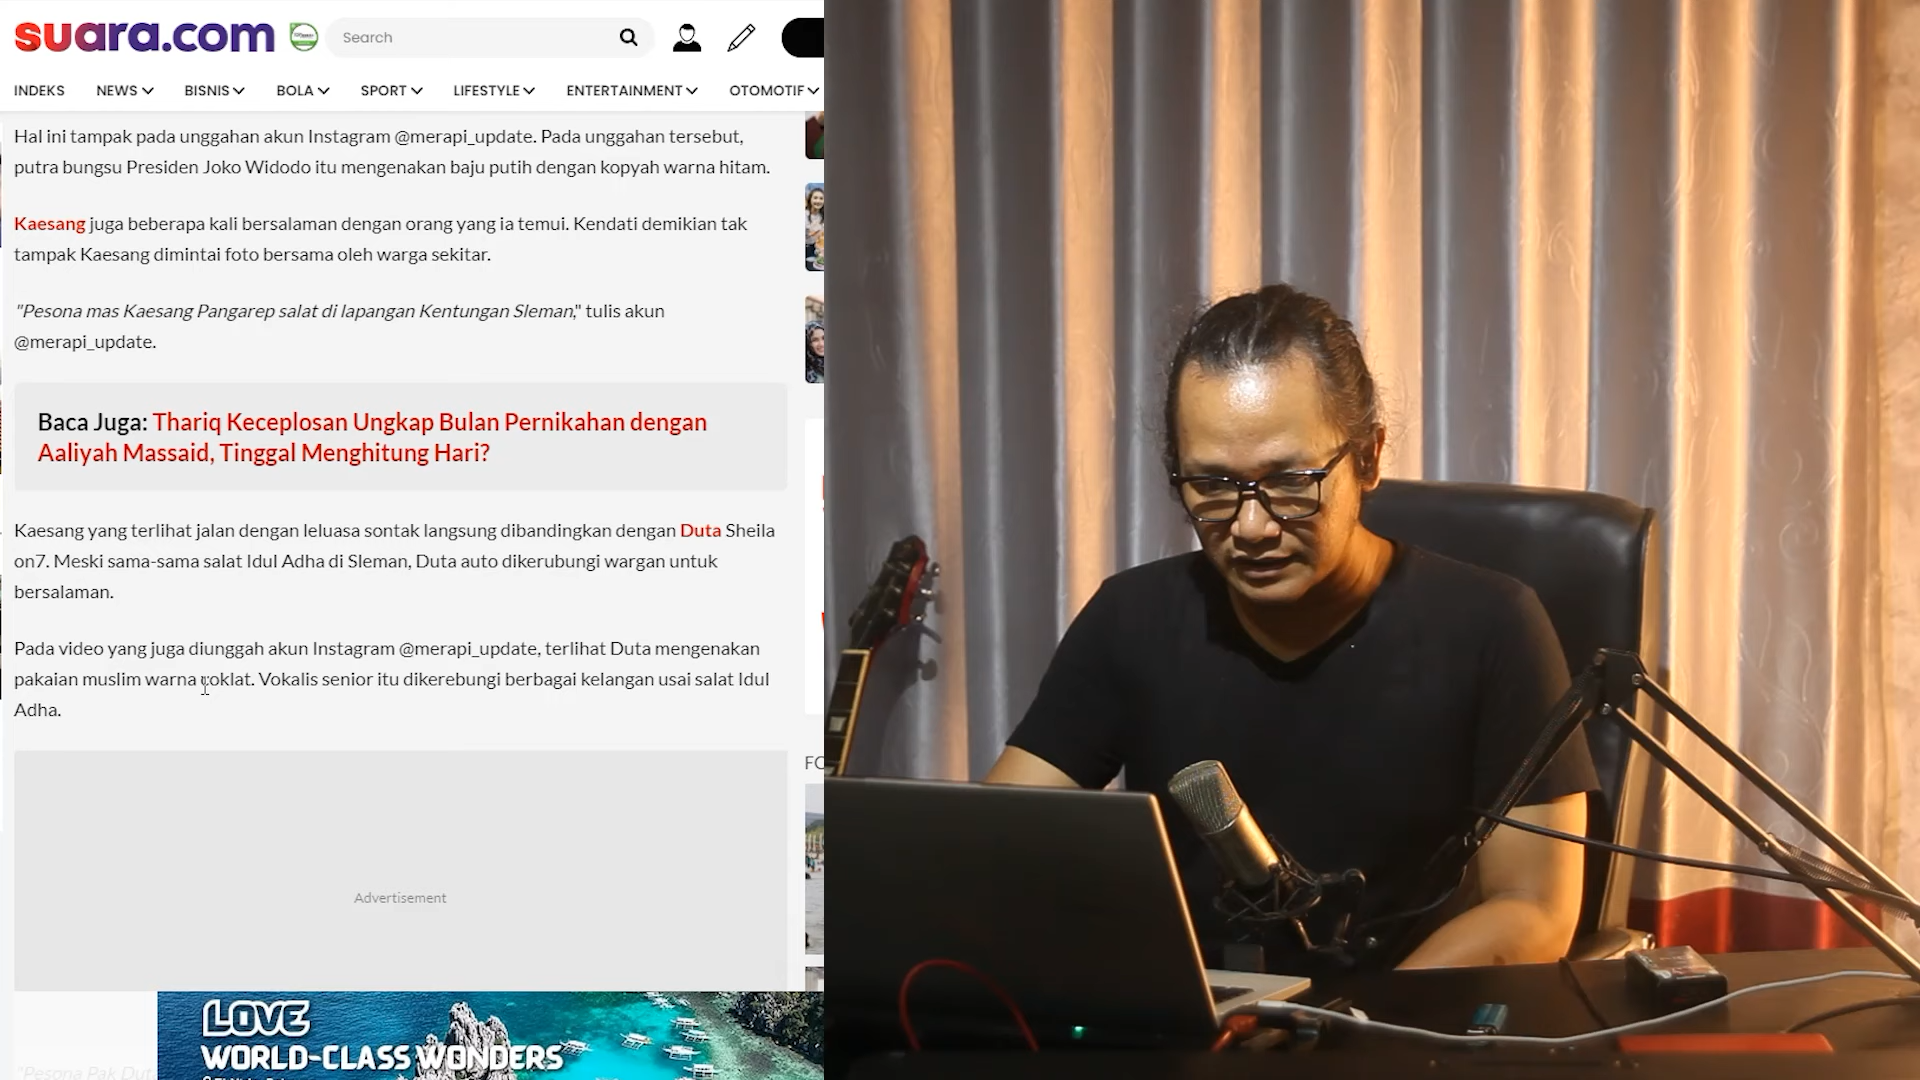 suara.com
Search
INDEKS NEWS BISNIS BOLA SPORT LIFESTYLE ENTERTAINMENT OTOMOTIF
Hal ini tampak pada unggahan akun Instagram @merapi_update. Pada unggahan tersebut,
putra bungsu Presiden Joko Widodo itu mengenakan baju putih dengan kopyah warna hitam.
Kaesang juga beberapa kali bersalaman dengan orang yang ia temui. Kendati demikian tak
tampak Kaesang dimintai foto bersama oleh warga sekitar.
"Pesona mas Kaesang Pangarep salat di lapangan Kentungan Sleman," tulis akun
@merapi_update.
Baca Juga: Thariq Keceplosan Ungkap Bulan Pernikahan dengan
Aaliyah Massaid, Tinggal Menghitung Hari?
Kaesang yang terlihat jalan dengan leluasa sontak langsung dibandingkan dengan Duta Sheila
on7. Meski sama-sama salat Idul Adha di Sleman, Duta auto dikerubungi wargan untuk
bersalaman.
Pada video yang juga diunggah akun Instagram @merapi_update, terlihat Duta mengenakan
pakaian muslim warna coklat. Vokalis senior itu dikerebungi berbagai kelangan usai salat Idul
Adha.
FO
Advertisement
LOVE
WORLD-CLASS WONDERS
"Pesona Pak Duta